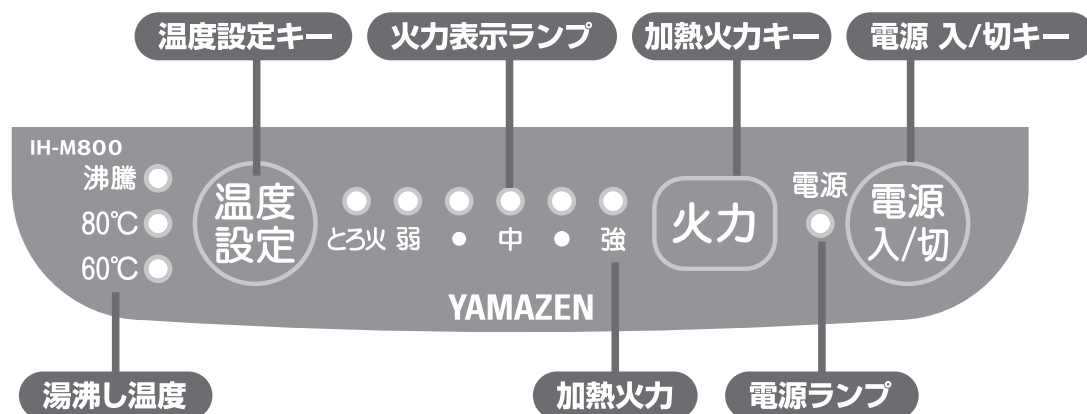 温度設定キー
火力表示ランプ
加熱火力キー
電源 入/切キー
IH-M800
沸騰
80℃
60℃
温度
設定
とろ火 弱 ・ 中 ・ 強
火力
電源
電源
入/切
YAMAZEN
湯沸し温度
加熱火力
電源ランプ